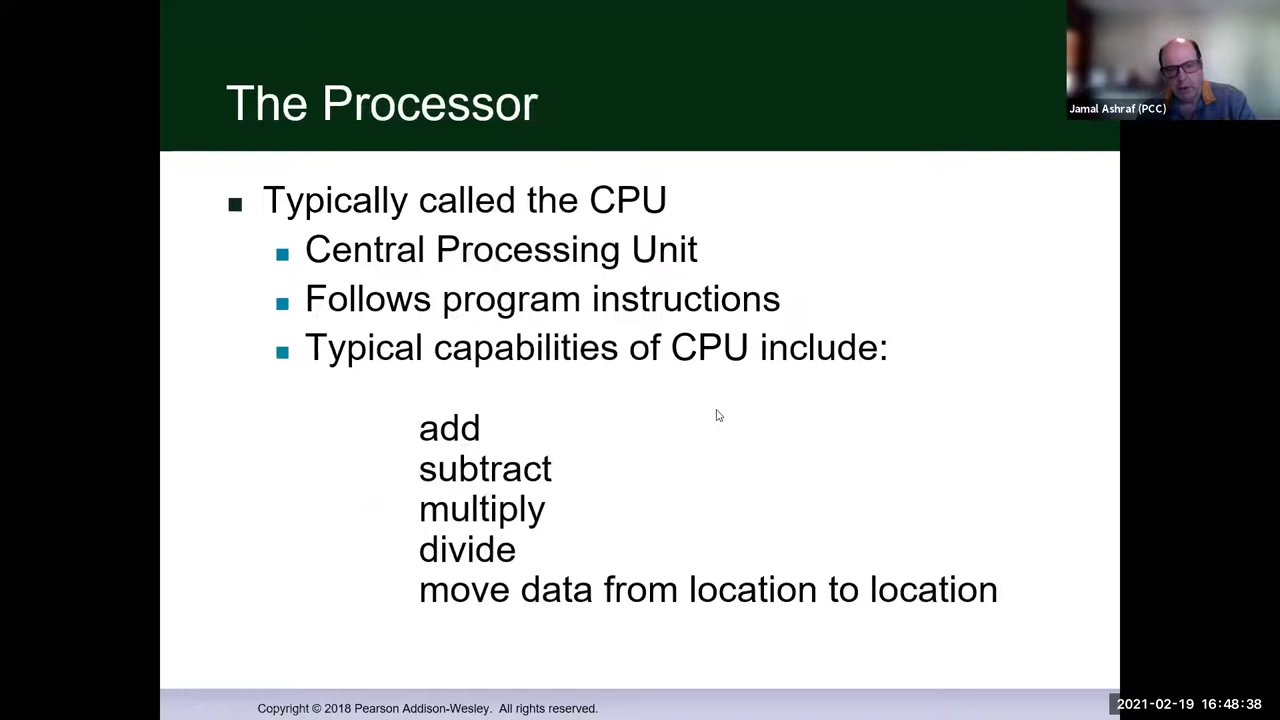 The Processor
Jamal Ashraf (PCC)
Typically called the CPU
Central Processing Unit
Follows program instructions
Typical capabilities of CPU include:
add
subtract
multiply
divide
move data from location to location
Copyright © 2018 Pearson Addison-Wesley. All rights reserved.
2021-02-19 16:48:38